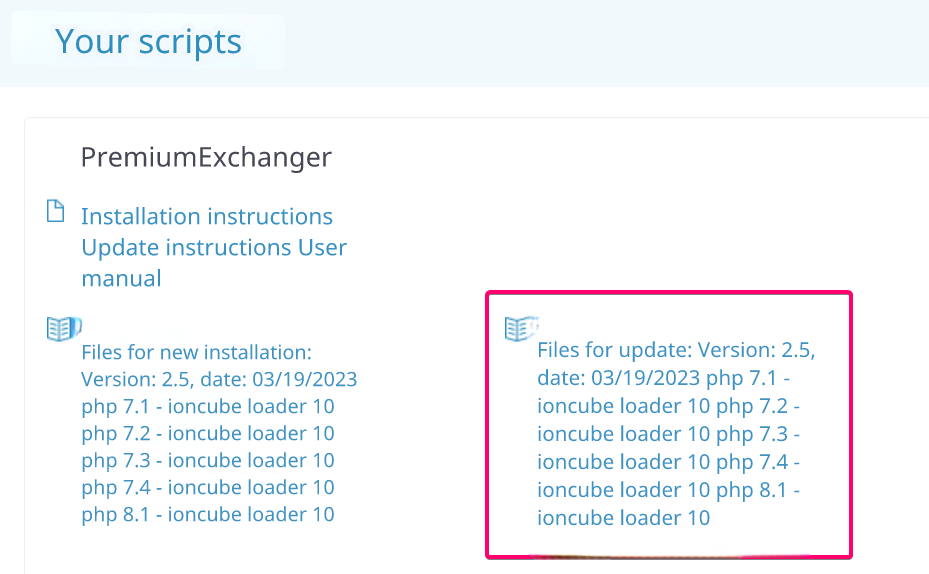 Your scripts
PremiumExchanger
Installation instructions
Update instructions User
manual
Files for new installation:
Version: 2.5, date: 03/19/2023
php 7.1 - ioncube loader 10
php 7.2 - ioncube loader 10
php 7.3 - ioncube loader 10
php 7.4 - ioncube loader 10
php 8.1 - ioncube loader 10
Files for update: Version: 2.5,
date: 03/19/2023 php 7.1 -
ioncube loader 10 php 7.2 -
ioncube loader 10 php 7.3 -
ioncube loader 10 php 7.4 -
ioncube loader 10 php 8.1 -
ioncube loader 10